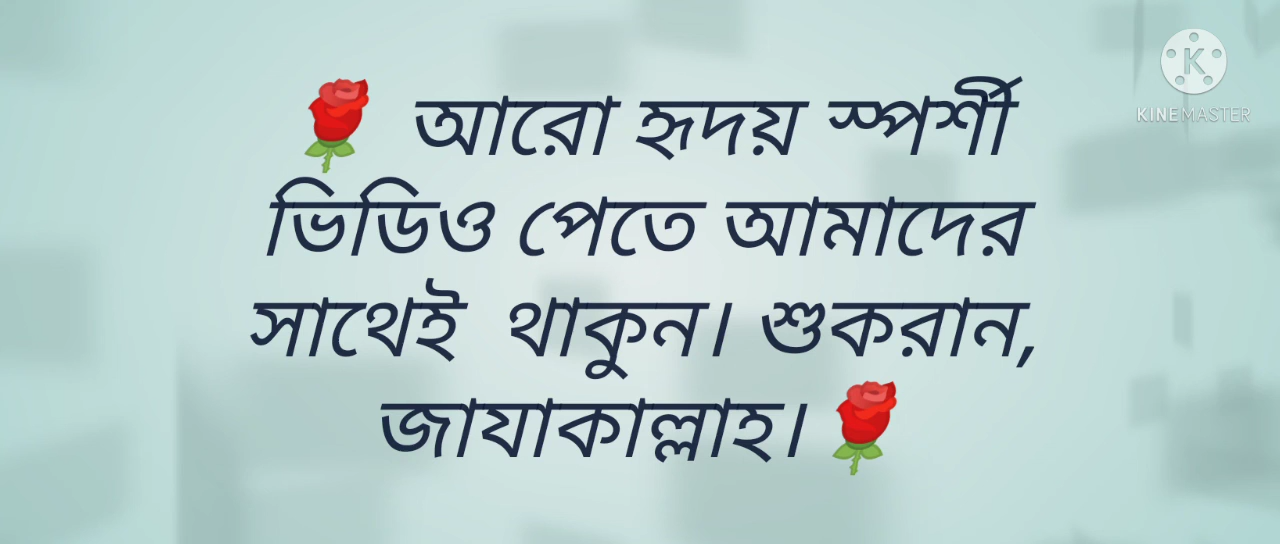 🌹 আরো হৃদয় স্পর্শী
ভিডিও পেতে আমাদের
সাথেই থাকুন। শুকরান,
জাযাকাল্লাহ। 🌹
KINEMASTER